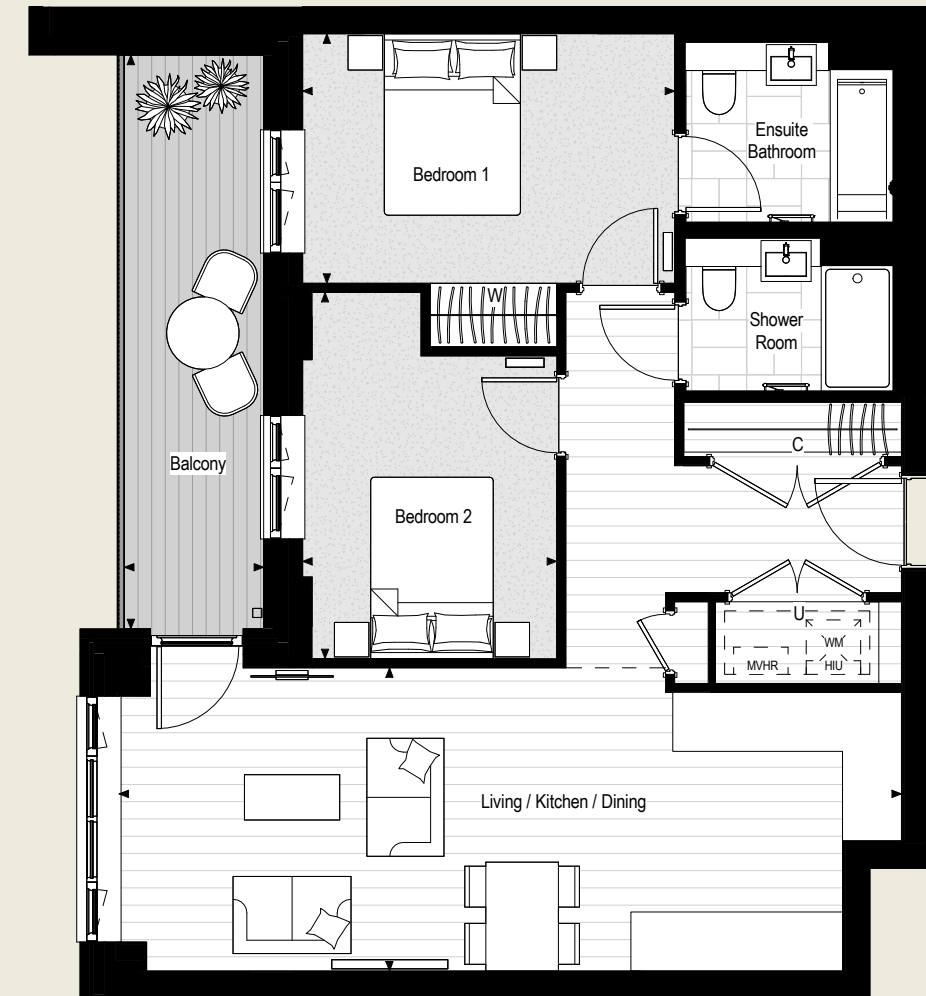 Ensuite
Bathroom
Bedroom 1
W
Shower
Room
C
Balcony
Bedroom 2
U
WM
MVHR
HIU
Living / Kitchen / Dining